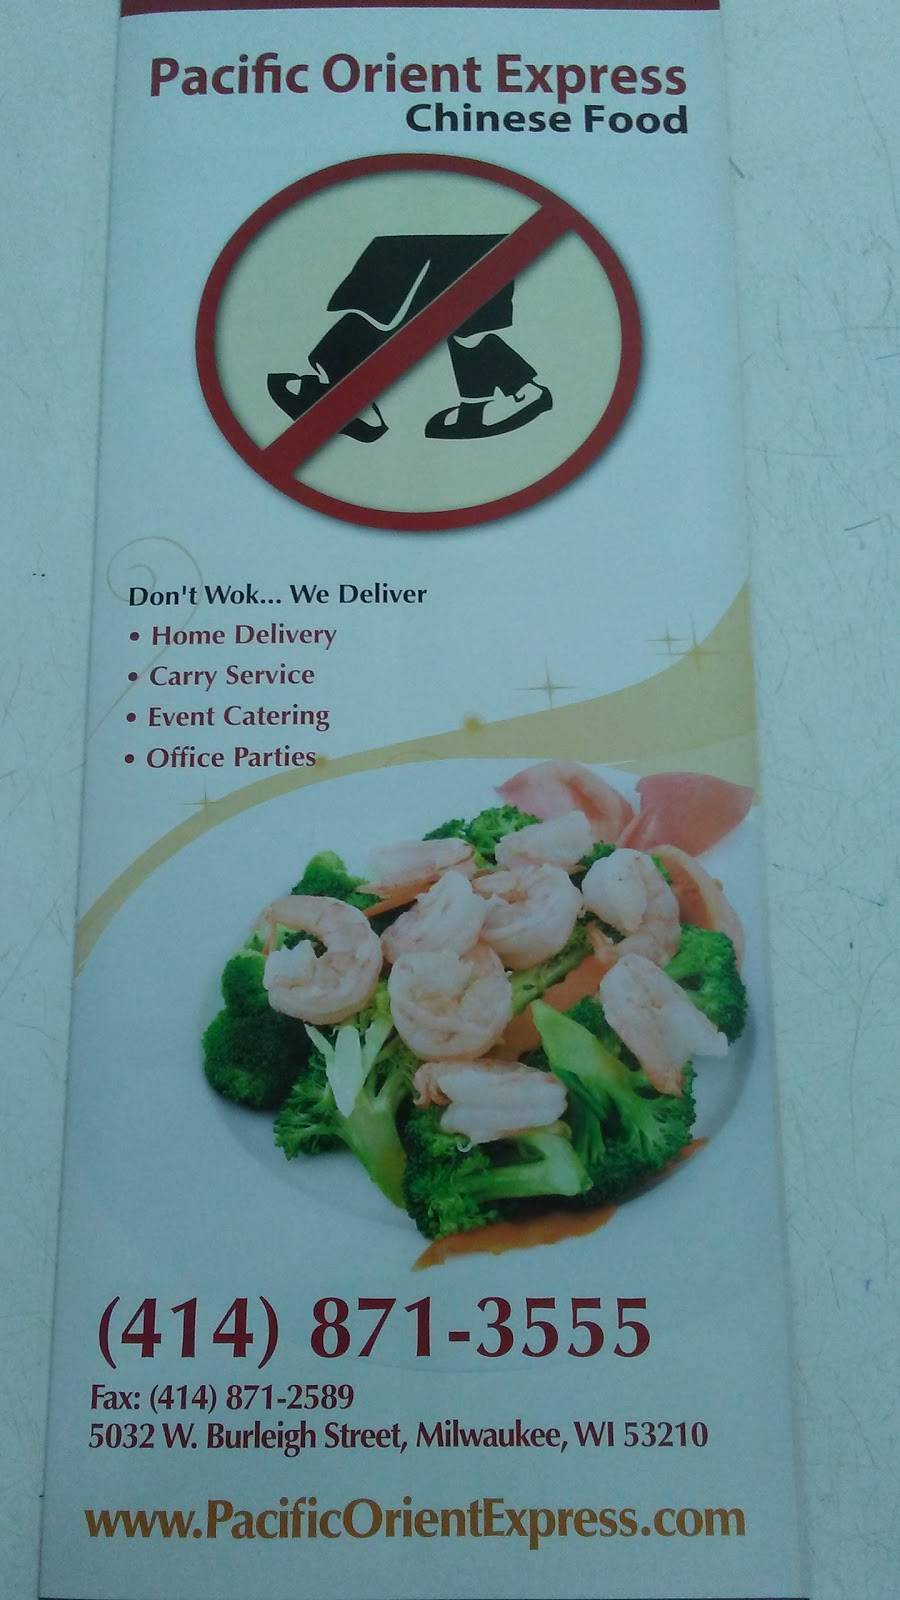 Pacific Orient Express
Chinese Food
Don't Wok... We Deliver
• Home Delivery
• Carry Service
• Event Catering
• Office Parties
(414) 871-3555
Fax: (414) 871-2589
5032 W. Burleigh Street, Milwaukee, WI 53210
www.PacificOrientExpress.com